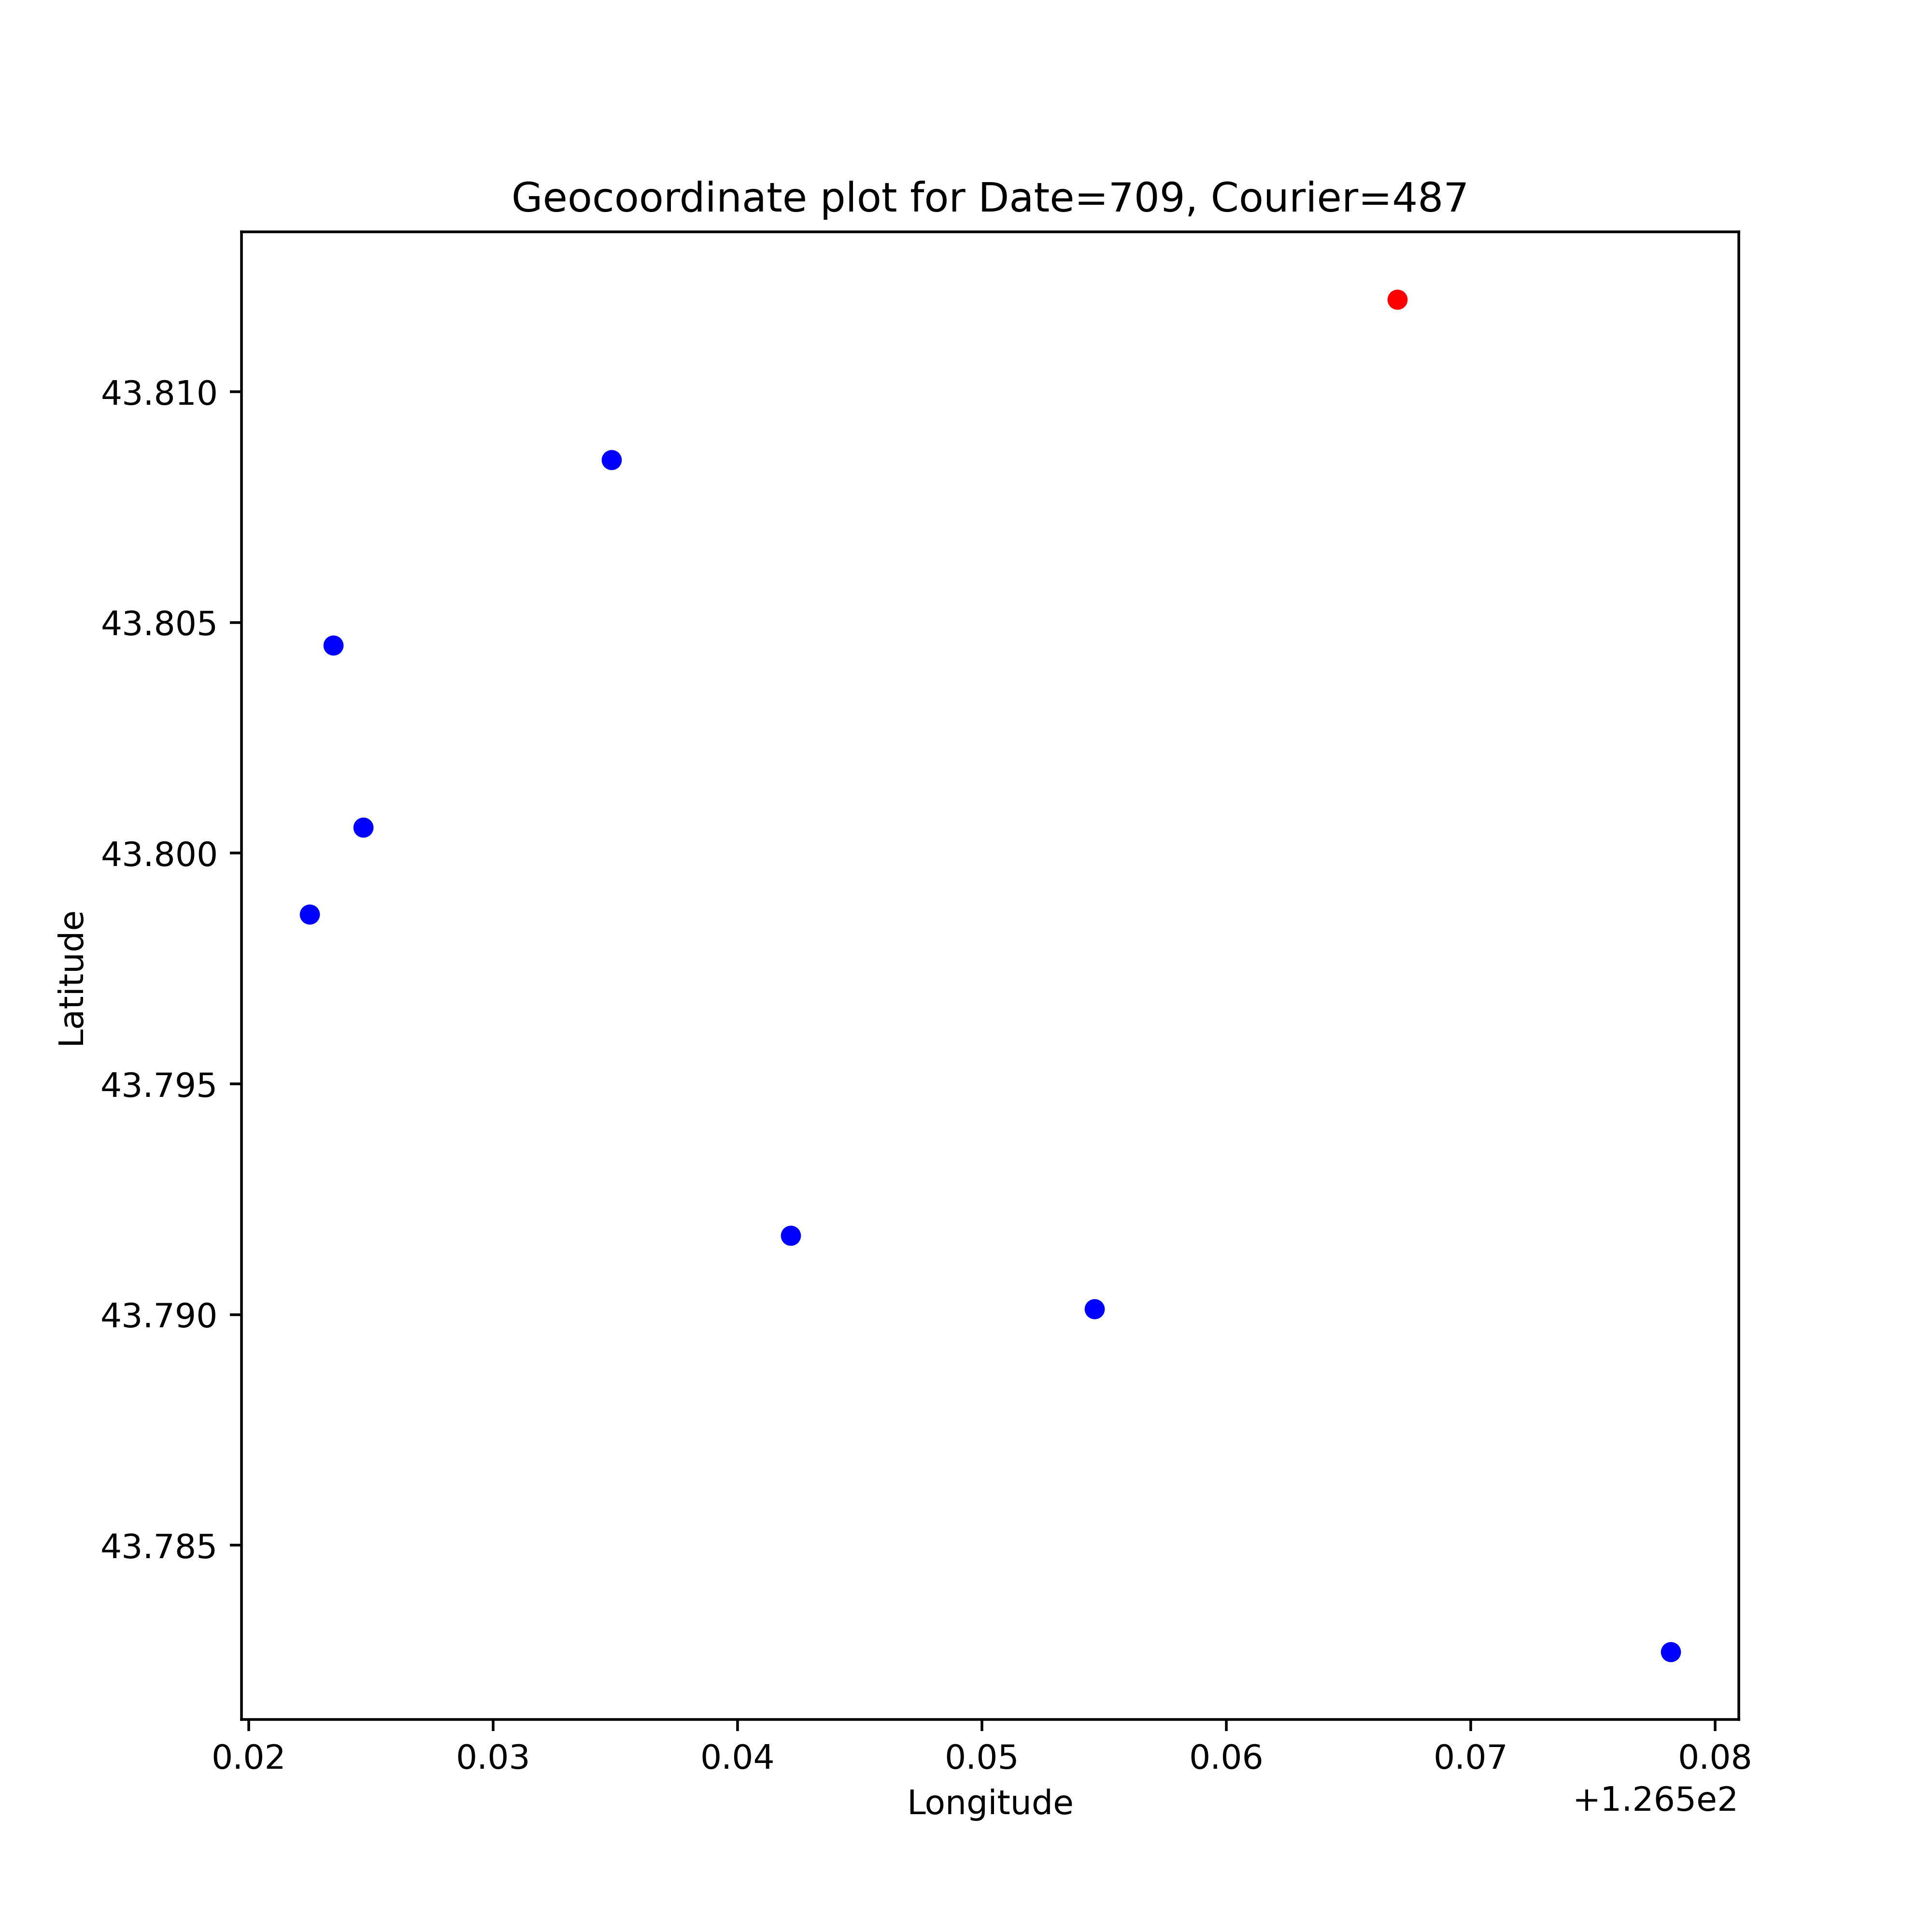 Geocoordinate plot for Date=709, Courier=487
43.810
43.805
43.800
43.795
43.790
43.785
Latitude
0.02 0.03 0.04 0.05 0.06 0.07 0.08
+1.265e2
Longitude